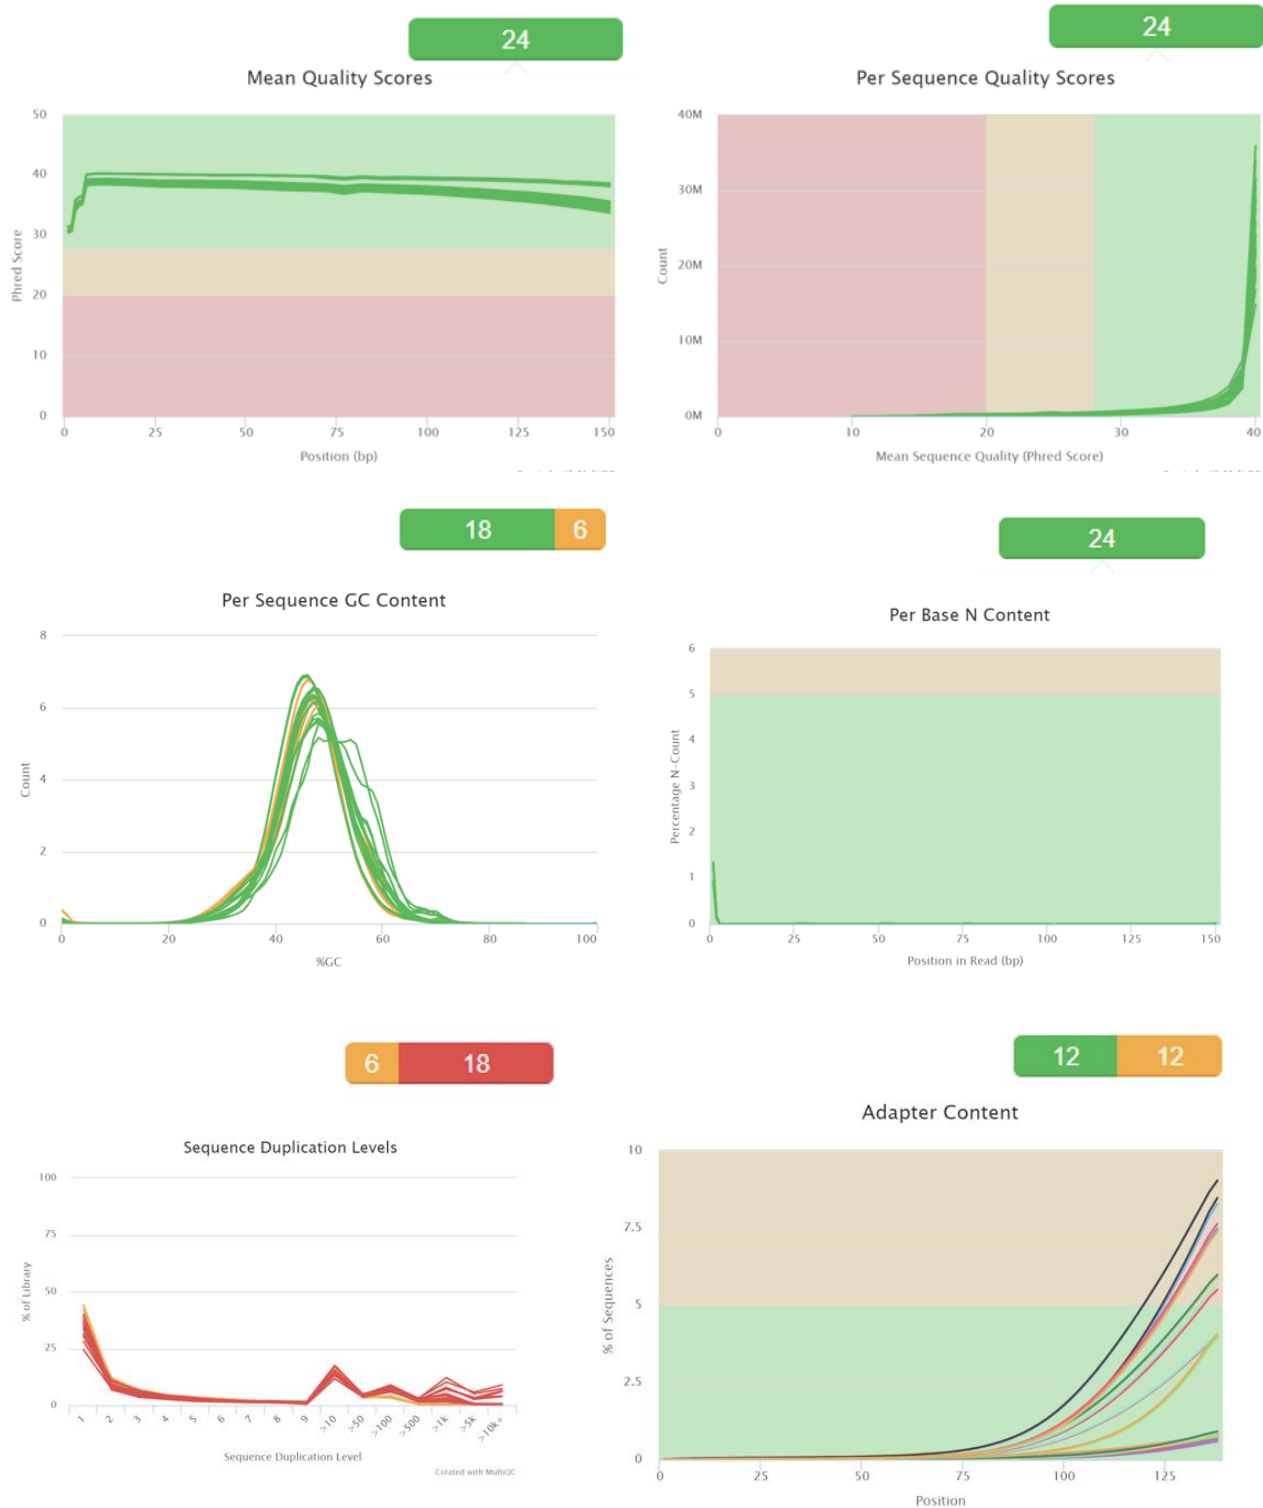 24
Mean Quality Scores
50
40
30
20
10
0
Phred Score
0 25 50 75 100 125 150
Position (bp)
24
Per Sequence Quality Scores
40M
30M
20M
10M
0M
Count
0 10 20 30 40
Mean Sequence Quality (Phred Score)
18 6
Per Sequence GC Content
8
6
4
2
0
Count
0 20 40 60 80 100
%GC
24
Per Base N Content
6
5
4
3
2
1
0
Percentage N-Count
0 25 50 75 100 125 150
Position in Read (bp)
6 18
Sequence Duplication Levels
100
75
50
25
0
% of Library
1 2 3 4 5 6 7 8 9 >10 >50 >100 >500 >1k >5k >10k+
Sequence Duplication Level
Created with MultiQC
12 12
Adapter Content
10
7.5
5
2.5
0
% of Sequences
0 25 50 75 100 125
Position